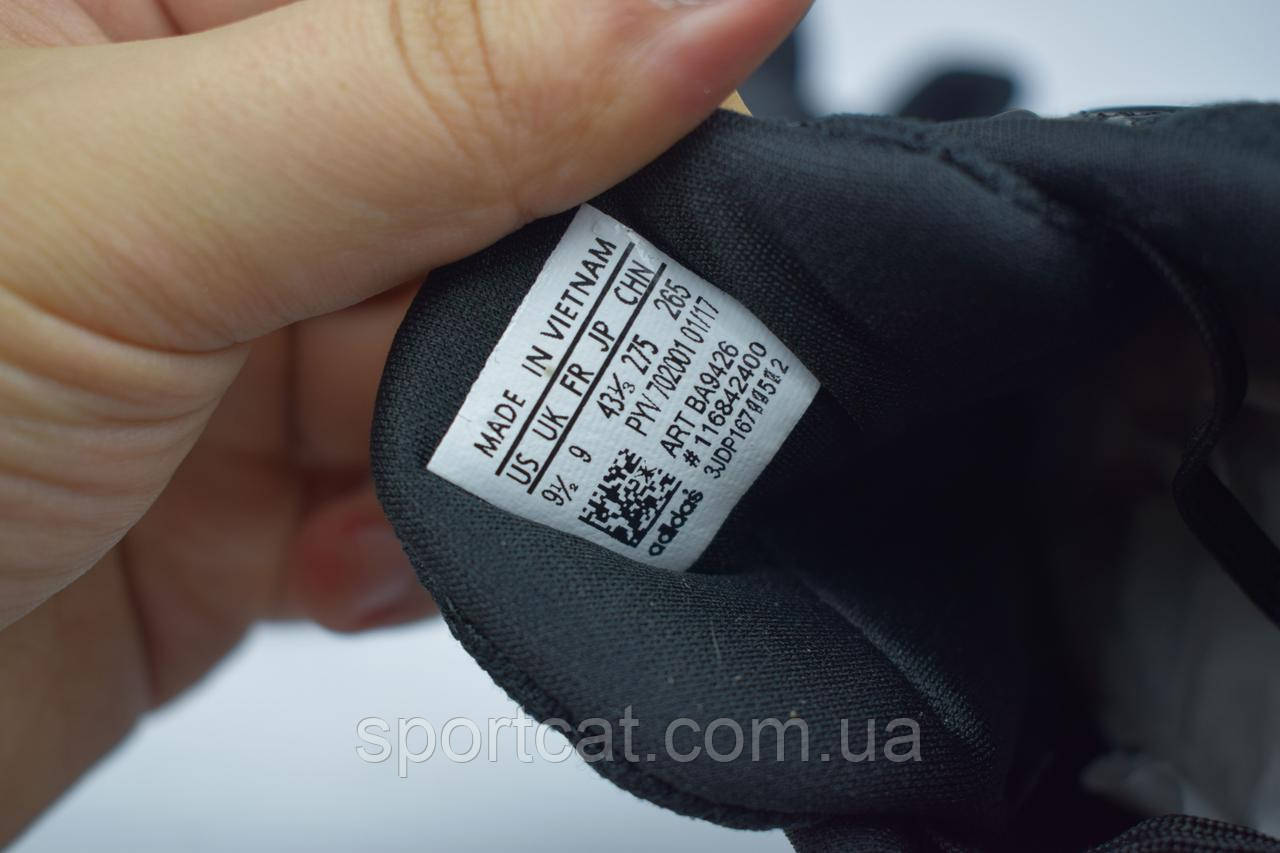 MADE IN VIETNAM
US UK FR JP CHN
9½ 9 43⅓ 275 265
PYV 702001 01/17
ART BA9426
# 116842400
adidas
sportcat.com.ua